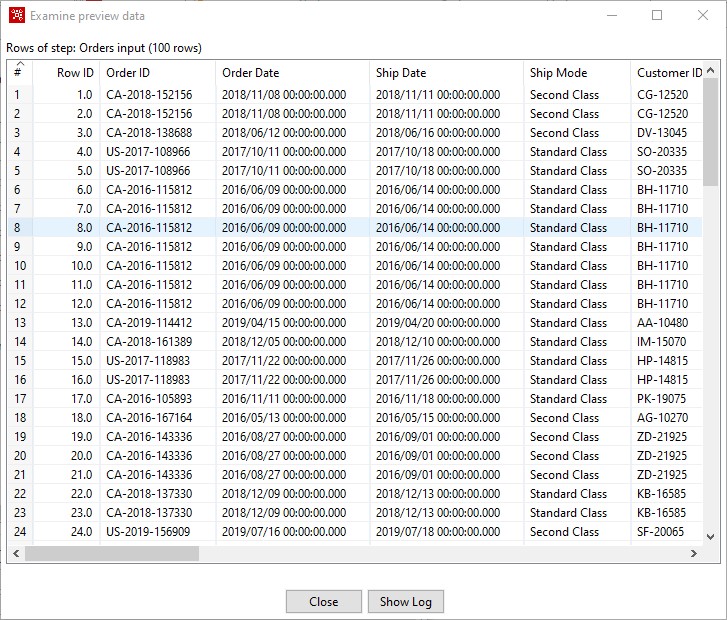 Examine preview data
Rows of step: Orders input (100 rows)
# Row ID Order ID Order Date Ship Date Ship Mode Customer ID
1 1.0 CA-2018-152156 2018/11/08 00:00:00.000 2018/11/11 00:00:00.000 Second Class CG-12520
2 2.0 CA-2018-152156 2018/11/08 00:00:00.000 2018/11/11 00:00:00.000 Second Class CG-12520
3 3.0 CA-2018-138688 2018/06/12 00:00:00.000 2018/06/16 00:00:00.000 Second Class DV-13045
4 4.0 US-2017-108966 2017/10/11 00:00:00.000 2017/10/18 00:00:00.000 Standard Class SO-20335
5 5.0 US-2017-108966 2017/10/11 00:00:00.000 2017/10/18 00:00:00.000 Standard Class SO-20335
6 6.0 CA-2016-115812 2016/06/09 00:00:00.000 2016/06/14 00:00:00.000 Standard Class BH-11710
7 7.0 CA-2016-115812 2016/06/09 00:00:00.000 2016/06/14 00:00:00.000 Standard Class BH-11710
8 8.0 CA-2016-115812 2016/06/09 00:00:00.000 2016/06/14 00:00:00.000 Standard Class BH-11710
9 9.0 CA-2016-115812 2016/06/09 00:00:00.000 2016/06/14 00:00:00.000 Standard Class BH-11710
10 10.0 CA-2016-115812 2016/06/09 00:00:00.000 2016/06/14 00:00:00.000 Standard Class BH-11710
11 11.0 CA-2016-115812 2016/06/09 00:00:00.000 2016/06/14 00:00:00.000 Standard Class BH-11710
12 12.0 CA-2016-115812 2016/06/09 00:00:00.000 2016/06/14 00:00:00.000 Standard Class BH-11710
13 13.0 CA-2019-114412 2019/04/15 00:00:00.000 2019/04/20 00:00:00.000 Standard Class AA-10480
14 14.0 CA-2018-161389 2018/12/05 00:00:00.000 2018/12/10 00:00:00.000 Standard Class IM-15070
15 15.0 US-2017-118983 2017/11/22 00:00:00.000 2017/11/26 00:00:00.000 Standard Class HP-14815
16 16.0 US-2017-118983 2017/11/22 00:00:00.000 2017/11/26 00:00:00.000 Standard Class HP-14815
17 17.0 CA-2016-105893 2016/11/11 00:00:00.000 2016/11/18 00:00:00.000 Standard Class PK-19075
18 18.0 CA-2016-167164 2016/05/13 00:00:00.000 2016/05/15 00:00:00.000 Second Class AG-10270
19 19.0 CA-2016-143336 2016/08/27 00:00:00.000 2016/09/01 00:00:00.000 Second Class ZD-21925
20 20.0 CA-2016-143336 2016/08/27 00:00:00.000 2016/09/01 00:00:00.000 Second Class ZD-21925
21 21.0 CA-2016-143336 2016/08/27 00:00:00.000 2016/09/01 00:00:00.000 Second Class ZD-21925
22 22.0 CA-2018-137330 2018/12/09 00:00:00.000 2018/12/13 00:00:00.000 Standard Class KB-16585
23 23.0 CA-2018-137330 2018/12/09 00:00:00.000 2018/12/13 00:00:00.000 Standard Class KB-16585
24 24.0 US-2019-156909 2019/07/16 00:00:00.000 2019/07/18 00:00:00.000 Second Class SF-20065
Close Show Log